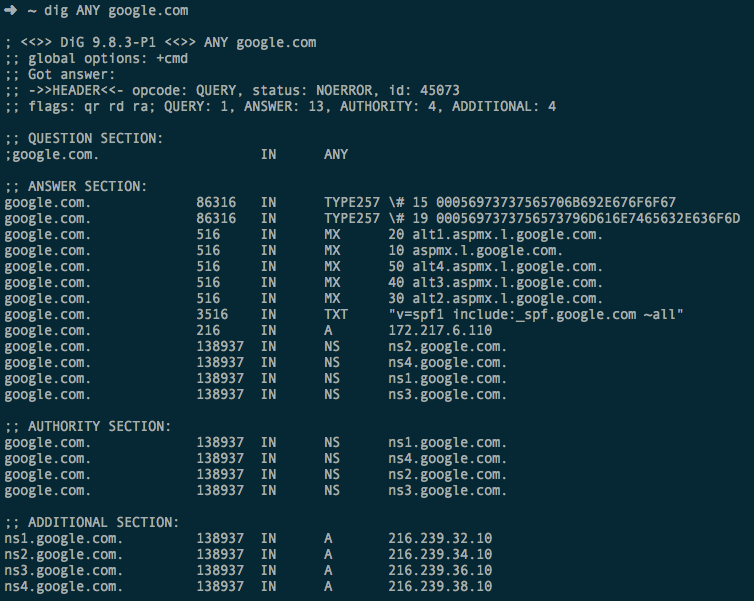 ➜ ~ dig ANY google.com
; <<>> DiG 9.8.3-P1 <<>> ANY google.com
;; global options: +cmd
;; Got answer:
;; ->>HEADER<<- opcode: QUERY, status: NOERROR, id: 45073
;; flags: qr rd ra; QUERY: 1, ANSWER: 13, AUTHORITY: 4, ADDITIONAL: 4
;; QUESTION SECTION:
;google.com. IN ANY
;; ANSWER SECTION:
google.com. 86316 IN TYPE257 \# 15 00056973737565706B692E676F6F67
google.com. 86316 IN TYPE257 \# 19 0005697373756573796D616E7465632E636F6D
google.com. 516 IN MX 20 alt1.aspmx.l.google.com.
google.com. 516 IN MX 10 aspmx.l.google.com.
google.com. 516 IN MX 50 alt4.aspmx.l.google.com.
google.com. 516 IN MX 40 alt3.aspmx.l.google.com.
google.com. 516 IN MX 30 alt2.aspmx.l.google.com.
google.com. 3516 IN TXT "v=spf1 include:_spf.google.com ~all"
google.com. 216 IN A 172.217.6.110
google.com. 138937 IN NS ns2.google.com.
google.com. 138937 IN NS ns4.google.com.
google.com. 138937 IN NS ns1.google.com.
google.com. 138937 IN NS ns3.google.com.
;; AUTHORITY SECTION:
google.com. 138937 IN NS ns1.google.com.
google.com. 138937 IN NS ns4.google.com.
google.com. 138937 IN NS ns2.google.com.
google.com. 138937 IN NS ns3.google.com.
;; ADDITIONAL SECTION:
ns1.google.com. 138937 IN A 216.239.32.10
ns2.google.com. 138937 IN A 216.239.34.10
ns3.google.com. 138937 IN A 216.239.36.10
ns4.google.com. 138937 IN A 216.239.38.10